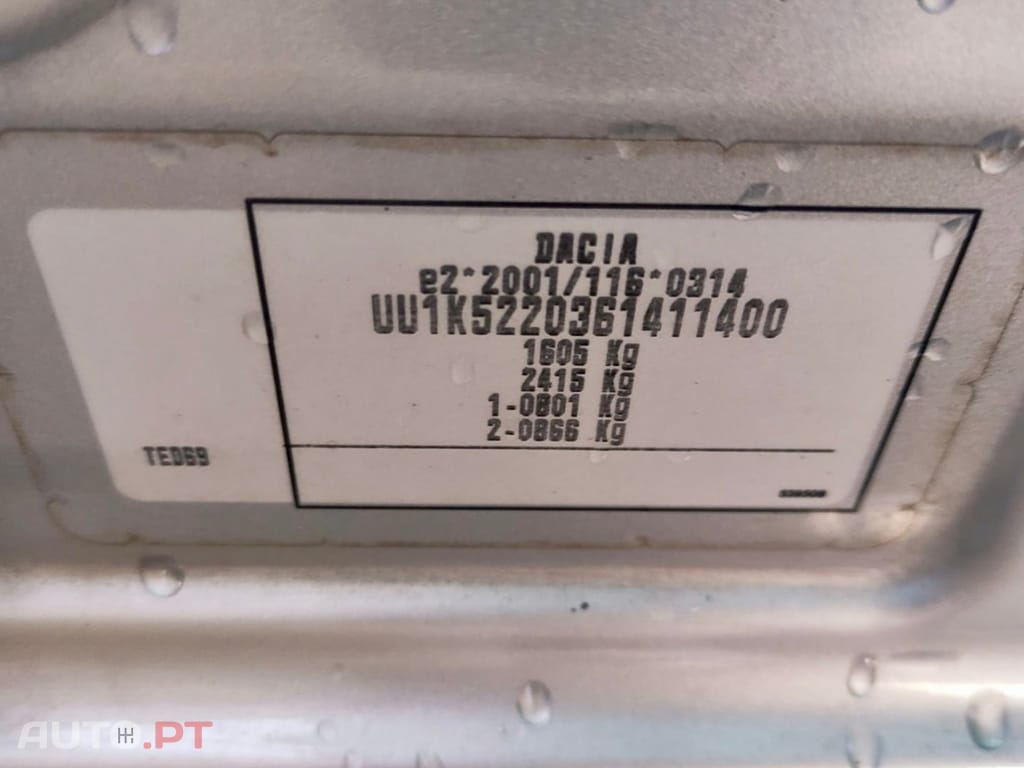 DACIA
e2*2001/116*0314
UU1K5220361411400
1605 Kg
2415 Kg
1-0801 Kg
2-0866 Kg
TED69
AUTO.PT